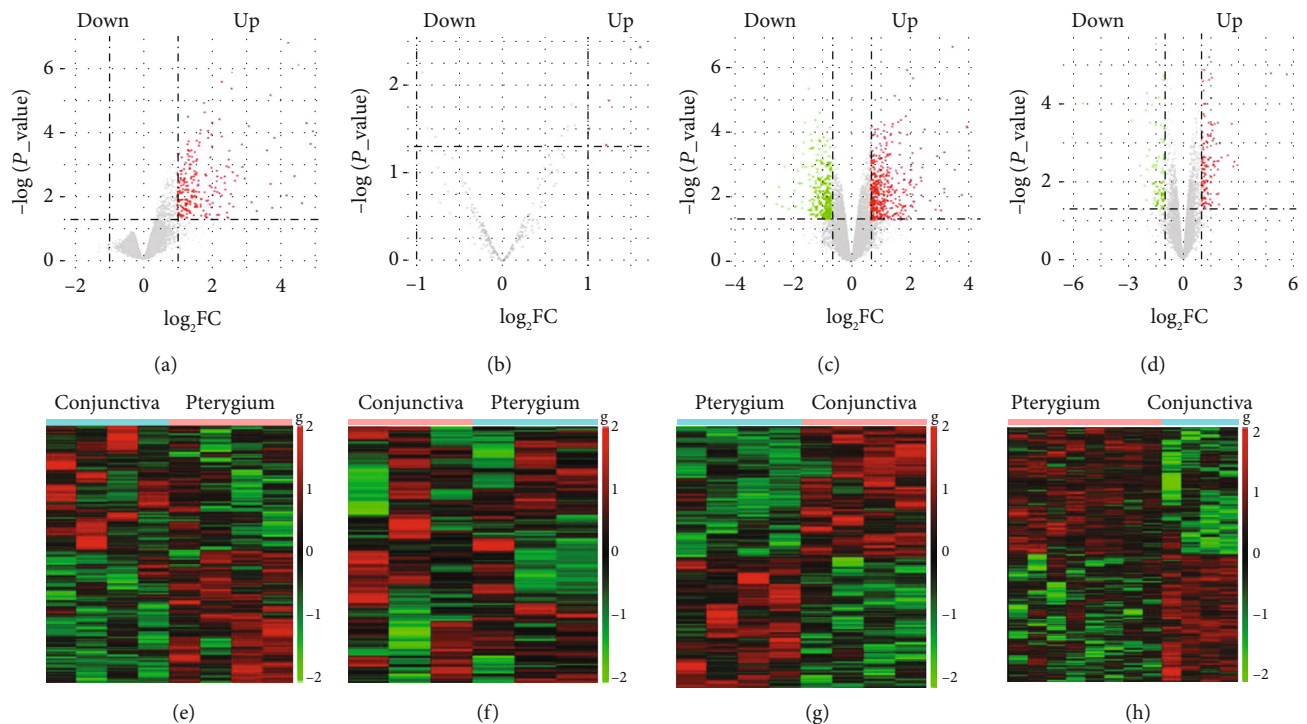 Down Up
6
4
2
0
–log (P_value)
–2 0 2 4
log2FC
(a)
Down Up
2
1
0
–log (P_value)
–1 0 1
log2FC
(b)
Down Up
6
4
2
0
–log (P_value)
–4 –2 0 2 4
log2FC
(c)
Down Up
4
2
0
–log (P_value)
–6 –3 0 3 6
log2FC
(d)
Conjunctiva Pterygium
g
2
1
0
–1
–2
(e)
Conjunctiva Pterygium
g
2
1
0
–1
–2
(f)
Pterygium Conjunctiva
g
2
1
0
–1
–2
(g)
Pterygium Conjunctiva
g
2
1
0
–1
–2
(h)